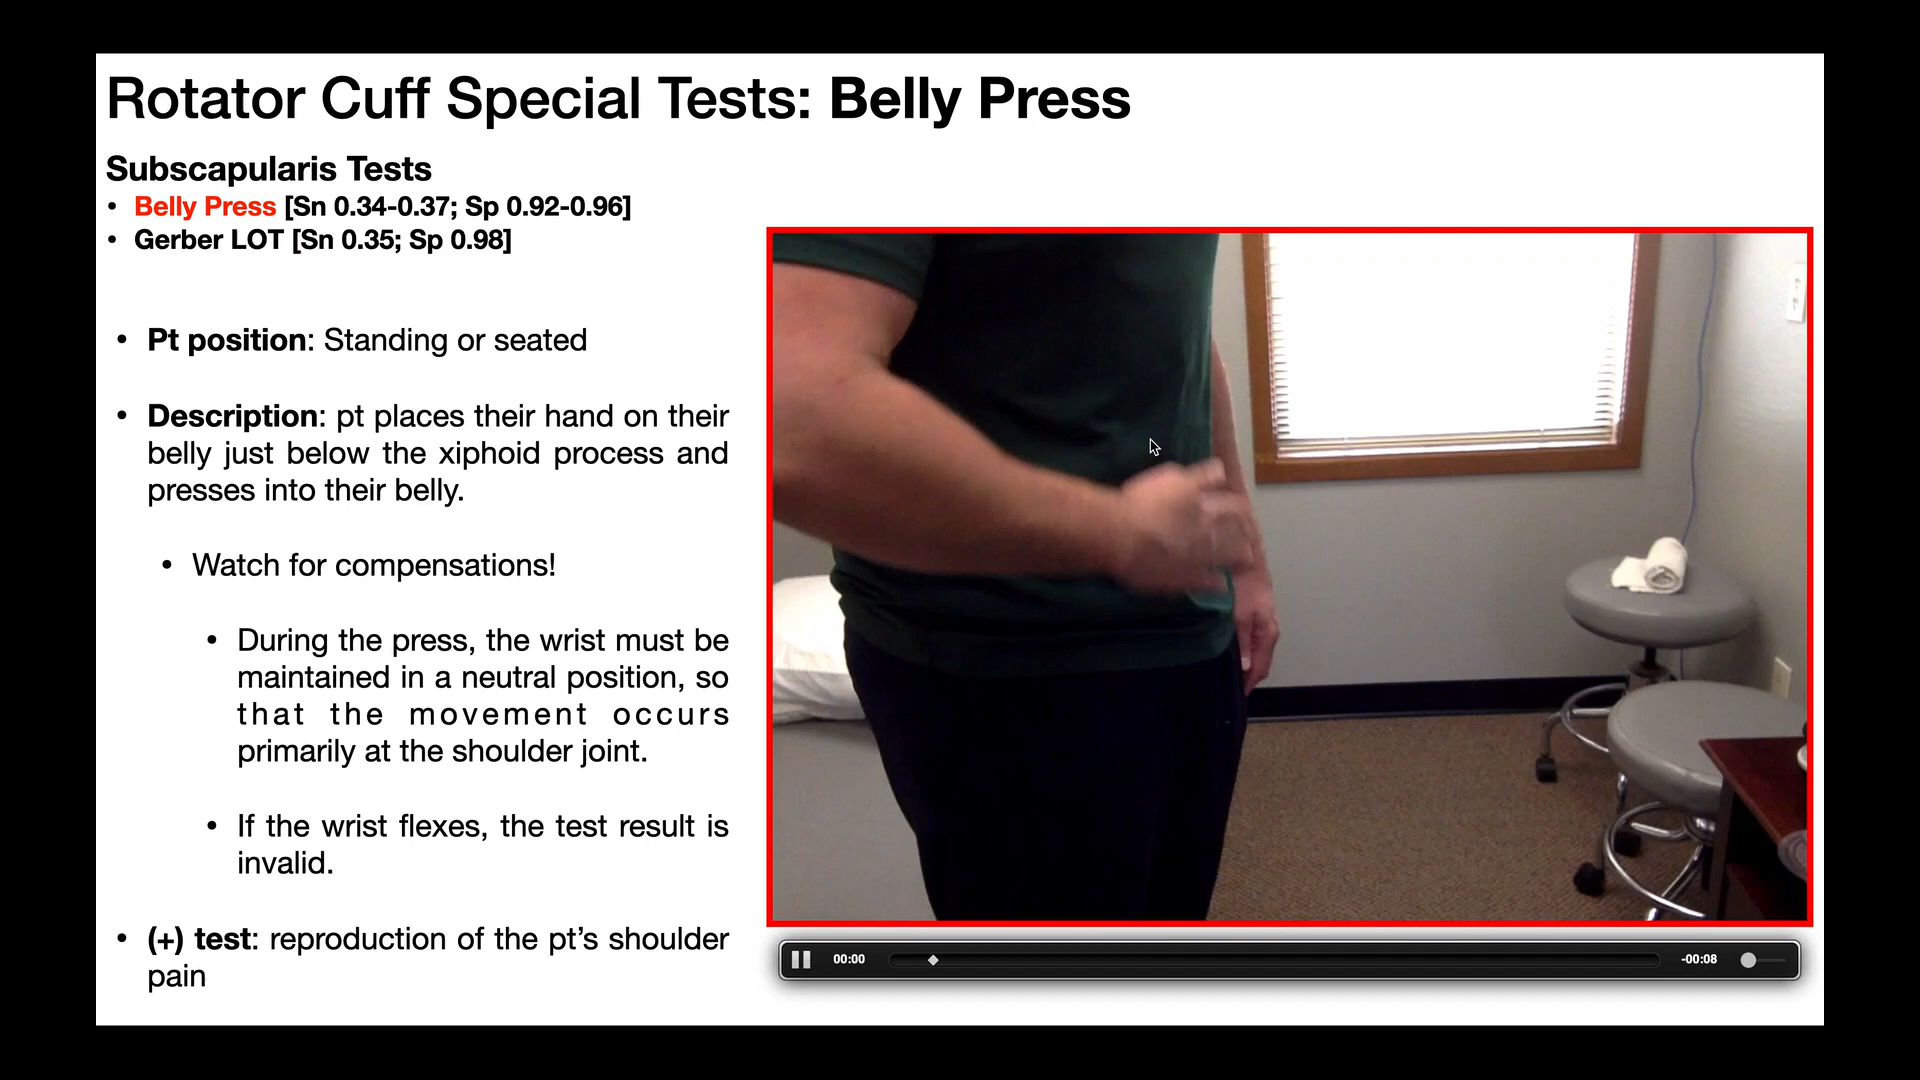 Rotator Cuff Special Tests: Belly Press
Subscapularis Tests
• Belly Press [Sn 0.34-0.37; Sp 0.92-0.96]
• Gerber LOT [Sn 0.35; Sp 0.98]
• Pt position: Standing or seated
• Description: pt places their hand on their
belly just below the xiphoid process and
presses into their belly.
• Watch for compensations!
• During the press, the wrist must be
maintained in a neutral position, so
that the movement occurs
primarily at the shoulder joint.
• If the wrist flexes, the test result is
invalid.
• (+) test: reproduction of the pt’s shoulder
pain
00:00
-00:08